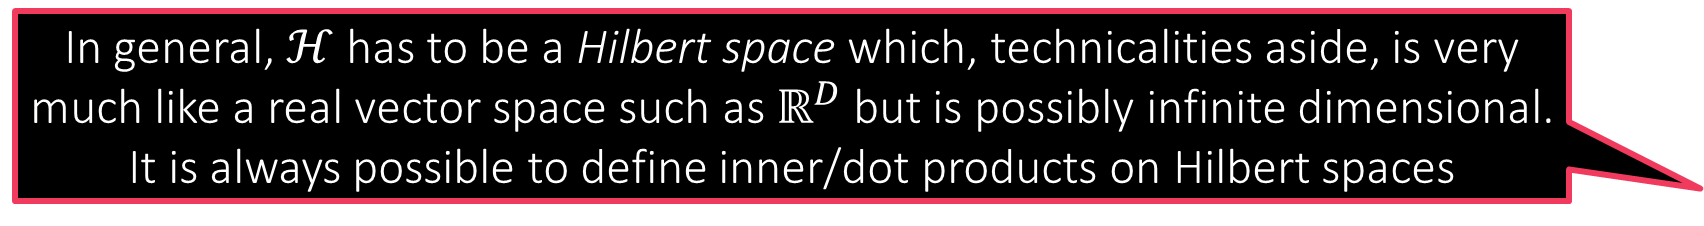 In general, ℋ has to be a Hilbert space which, technicalities aside, is very
much like a real vector space such as ℝᴰ but is possibly infinite dimensional.
It is always possible to define inner/dot products on Hilbert spaces